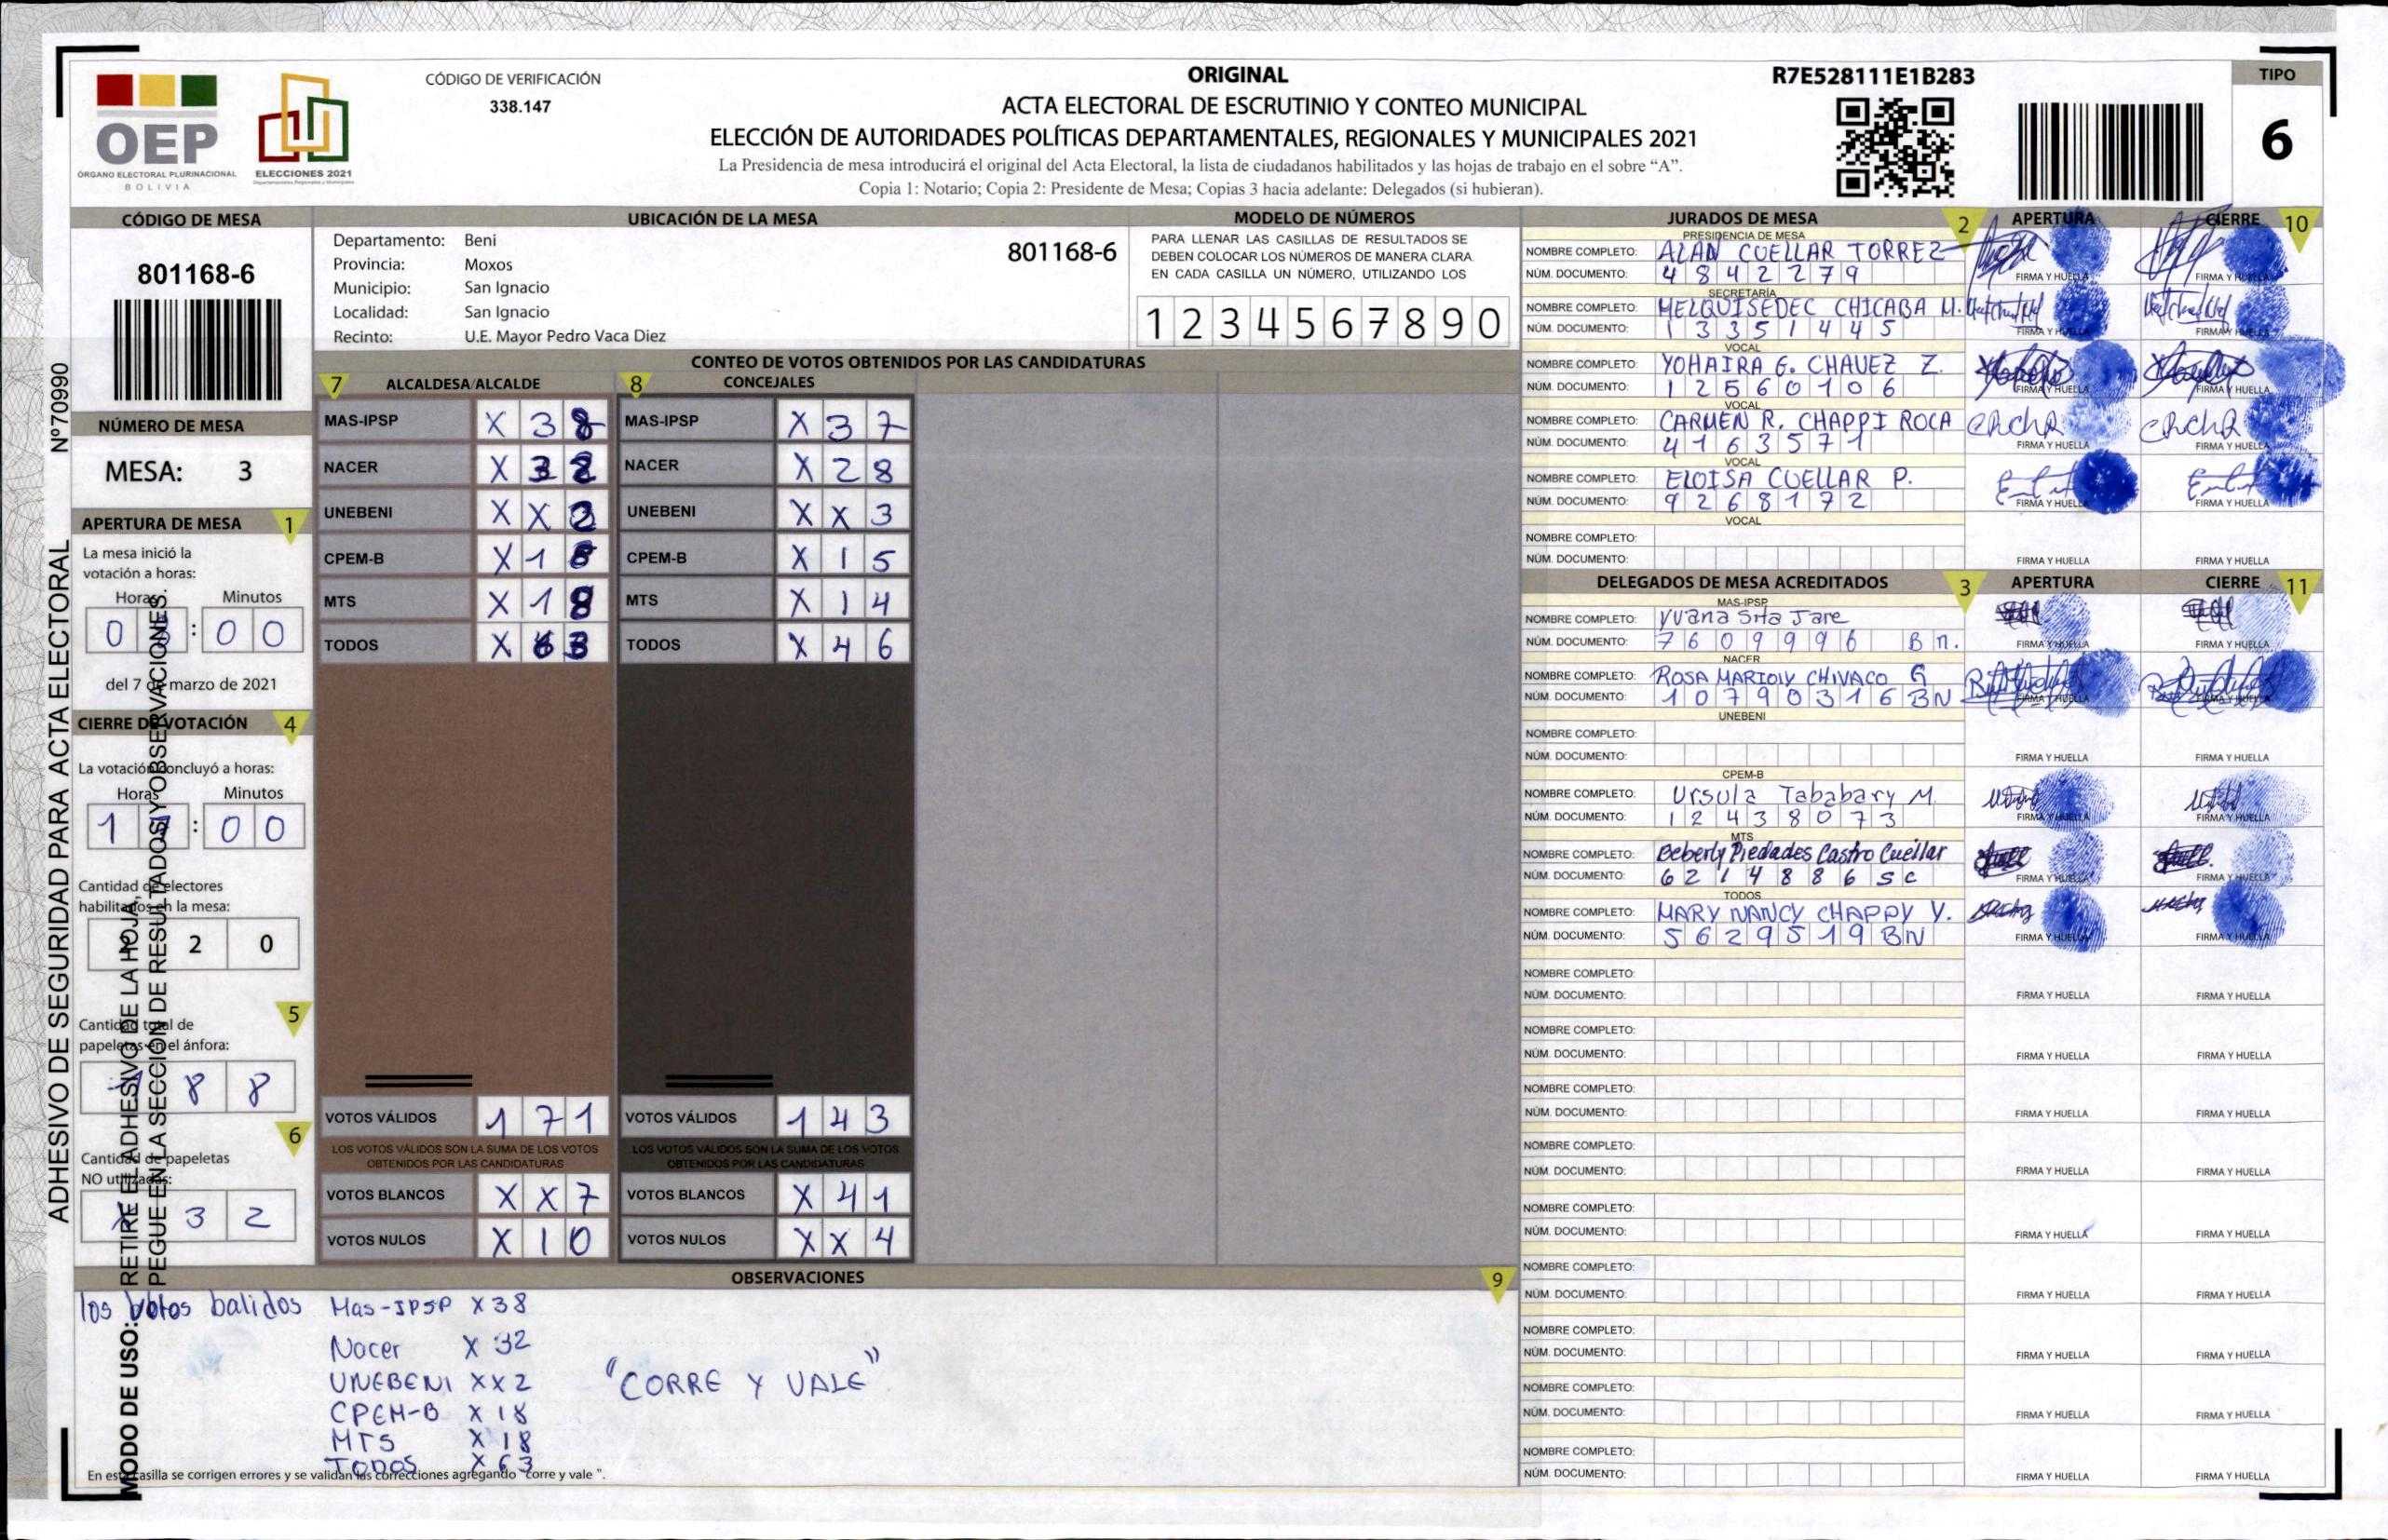 ORIGINAL
ACTA ELECTORAL DE ESCRUTINIO Y CONTEO MUNICIPAL
ELECCIÓN DE AUTORIDADES POLÍTICAS DEPARTAMENTALES, REGIONALES Y MUNICIPALES 2021
La Presidencia de mesa introducirá el original del Acta Electoral, la lista de ciudadanos habilitados y las hojas de trabajo en el sobre “A”.
Copia 1: Notario; Copia 2: Presidente de Mesa; Copias 3 hacia adelante: Delegados (si hubieran).
OEP
ÓRGANO ELECTORAL PLURINACIONAL
BOLIVIA
ELECCIONES 2021
CÓDIGO DE VERIFICACIÓN
338.147
R7E528111E1B283
TIPO
6
CÓDIGO DE MESA
801168-6
NÚMERO DE MESA
MESA: 3
APERTURA DE MESA 1
La mesa inició la
votación a horas:
Horas Minutos
: 0 0
del 7 de marzo de 2021
CIERRE DE VOTACIÓN 4
La votación concluyó a horas:
Horas Minutos
1 : 0 0
Cantidad de electores
habilitados en la mesa:
2 2 0
5
Cantidad total de
papeletas en el ánfora:
1 8 8
6
Cantidad de papeletas
NO utilizadas:
X 3 2
Nº70990
ADHESIVO DE SEGURIDAD PARA ACTA ELECTORAL
MODO DE USO: RETIRE EL ADHESIVO DE LA HOJA,
PEGUE EN LA SECCIÓN DE RESULTADOS Y OBSERVACIONES.
UBICACIÓN DE LA MESA
Departamento: Beni
801168-6
Provincia: Moxos
Municipio: San Ignacio
Localidad: San Ignacio
Recinto: U.E. Mayor Pedro Vaca Diez
MODELO DE NÚMEROS
PARA LLENAR LAS CASILLAS DE RESULTADOS SE
DEBEN COLOCAR LOS NÚMEROS DE MANERA CLARA
EN CADA CASILLA UN NÚMERO, UTILIZANDO LOS
1 2 3 4 5 6 7 8 9 0
CONTEO DE VOTOS OBTENIDOS POR LAS CANDIDATURAS
7 ALCALDESA/ALCALDE
MAS-IPSP X 3 8
NACER X 3 2
UNEBENI X X 2
CPEM-B X 1 8
MTS X 1 8
TODOS X 6 3
VOTOS VÁLIDOS 1 7 1
LOS VOTOS VÁLIDOS SON LA SUMA DE LOS VOTOS
OBTENIDOS POR LAS CANDIDATURAS
VOTOS BLANCOS X X 7
VOTOS NULOS X 1 0
8 CONCEJALES
MAS-IPSP X 3 7
NACER X 2 8
UNEBENI X X 3
CPEM-B X 1 5
MTS X 1 4
TODOS X 4 6
VOTOS VÁLIDOS 1 4 3
LOS VOTOS VÁLIDOS SON LA SUMA DE LOS VOTOS
OBTENIDOS POR LAS CANDIDATURAS
VOTOS BLANCOS X 4 1
VOTOS NULOS X X 4
OBSERVACIONES 9
los votos balidos Mas-IPSP X 38
Nacer X 32
UNEBENI XX2
CPEM-B X 18
MTS X 18
TODOS X 63
"CORRE Y VALE"
En esta casilla se corrigen errores y se validan las correcciones agregando "corre y vale ".
JURADOS DE MESA 2 APERTURA CIERRE 10
PRESIDENCIA DE MESA
NOMBRE COMPLETO: ALAN CUELLAR TORREZ
NÚM. DOCUMENTO: 4842279 FIRMA Y HUELLA FIRMA Y HUELLA
SECRETARÍA
NOMBRE COMPLETO: MELQUISEDEC CHICABA M.
NÚM. DOCUMENTO: 13351445 FIRMA Y HUELLA FIRMA Y HUELLA
VOCAL
NOMBRE COMPLETO: YOHAIRA G. CHAVEZ Z.
NÚM. DOCUMENTO: 12560106 FIRMA Y HUELLA FIRMA Y HUELLA
VOCAL
NOMBRE COMPLETO: CARMEN R. CHAPPI ROCA
NÚM. DOCUMENTO: 4163571 FIRMA Y HUELLA FIRMA Y HUELLA
VOCAL
NOMBRE COMPLETO: ELOISA CUELLAR P.
NÚM. DOCUMENTO: 9268172 FIRMA Y HUELLA FIRMA Y HUELLA
VOCAL
NOMBRE COMPLETO:
NÚM. DOCUMENTO: FIRMA Y HUELLA FIRMA Y HUELLA
DELEGADOS DE MESA ACREDITADOS 3 APERTURA CIERRE 11
MAS-IPSP
NOMBRE COMPLETO: Yvana Sita Jare
NÚM. DOCUMENTO: 7609996 Bn. FIRMA Y HUELLA FIRMA Y HUELLA
NACER
NOMBRE COMPLETO: ROSA MARIOLY CHIVACO G
NÚM. DOCUMENTO: 10790316 BN FIRMA Y HUELLA FIRMA Y HUELLA
UNEBENI
NOMBRE COMPLETO:
NÚM. DOCUMENTO: FIRMA Y HUELLA FIRMA Y HUELLA
CPEM-B
NOMBRE COMPLETO: Ursula Tababary M.
NÚM. DOCUMENTO: 12438073 FIRMA Y HUELLA FIRMA Y HUELLA
MTS
NOMBRE COMPLETO: Beberly Piedades Castro Cuellar
NÚM. DOCUMENTO: 6214886 SC FIRMA Y HUELLA FIRMA Y HUELLA
TODOS
NOMBRE COMPLETO: MARY NANCY CHAPPY Y.
NÚM. DOCUMENTO: 5629519 BN FIRMA Y HUELLA FIRMA Y HUELLA
NOMBRE COMPLETO:
NÚM. DOCUMENTO: FIRMA Y HUELLA FIRMA Y HUELLA
NOMBRE COMPLETO:
NÚM. DOCUMENTO: FIRMA Y HUELLA FIRMA Y HUELLA
NOMBRE COMPLETO:
NÚM. DOCUMENTO: FIRMA Y HUELLA FIRMA Y HUELLA
NOMBRE COMPLETO:
NÚM. DOCUMENTO: FIRMA Y HUELLA FIRMA Y HUELLA
NOMBRE COMPLETO:
NÚM. DOCUMENTO: FIRMA Y HUELLA FIRMA Y HUELLA
NOMBRE COMPLETO:
NÚM. DOCUMENTO: FIRMA Y HUELLA FIRMA Y HUELLA
NOMBRE COMPLETO:
NÚM. DOCUMENTO: FIRMA Y HUELLA FIRMA Y HUELLA
NOMBRE COMPLETO:
NÚM. DOCUMENTO: FIRMA Y HUELLA FIRMA Y HUELLA
NOMBRE COMPLETO:
NÚM. DOCUMENTO: FIRMA Y HUELLA FIRMA Y HUELLA